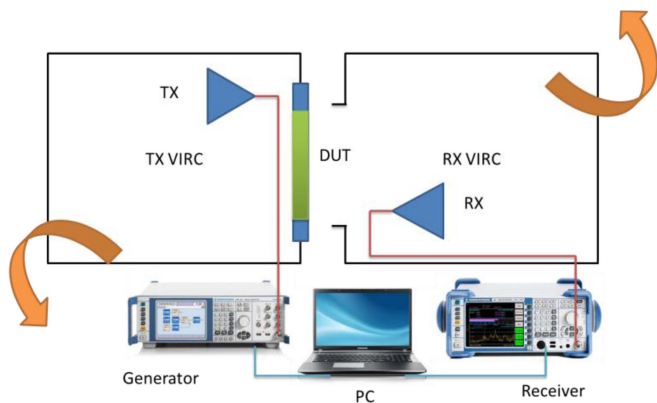 TX
TX VIRC
DUT
RX VIRC
RX
Generator
PC
Receiver